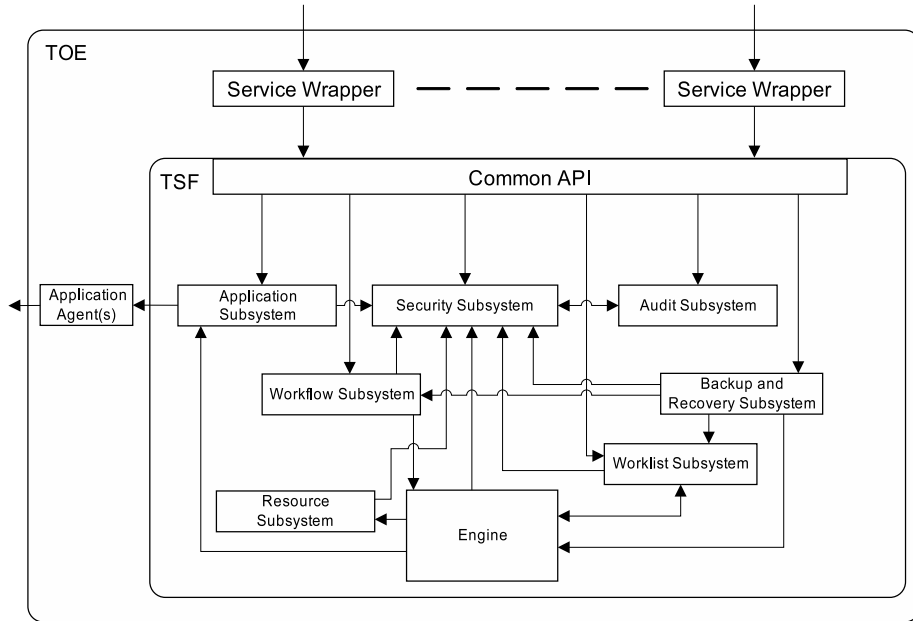 TOE
Service Wrapper
Service Wrapper
TSF
Common API
Application
Agent(s)
Application
Subsystem
Security Subsystem
Audit Subsystem
Workflow Subsystem
Backup and
Recovery Subsystem
Worklist Subsystem
Resource
Subsystem
Engine